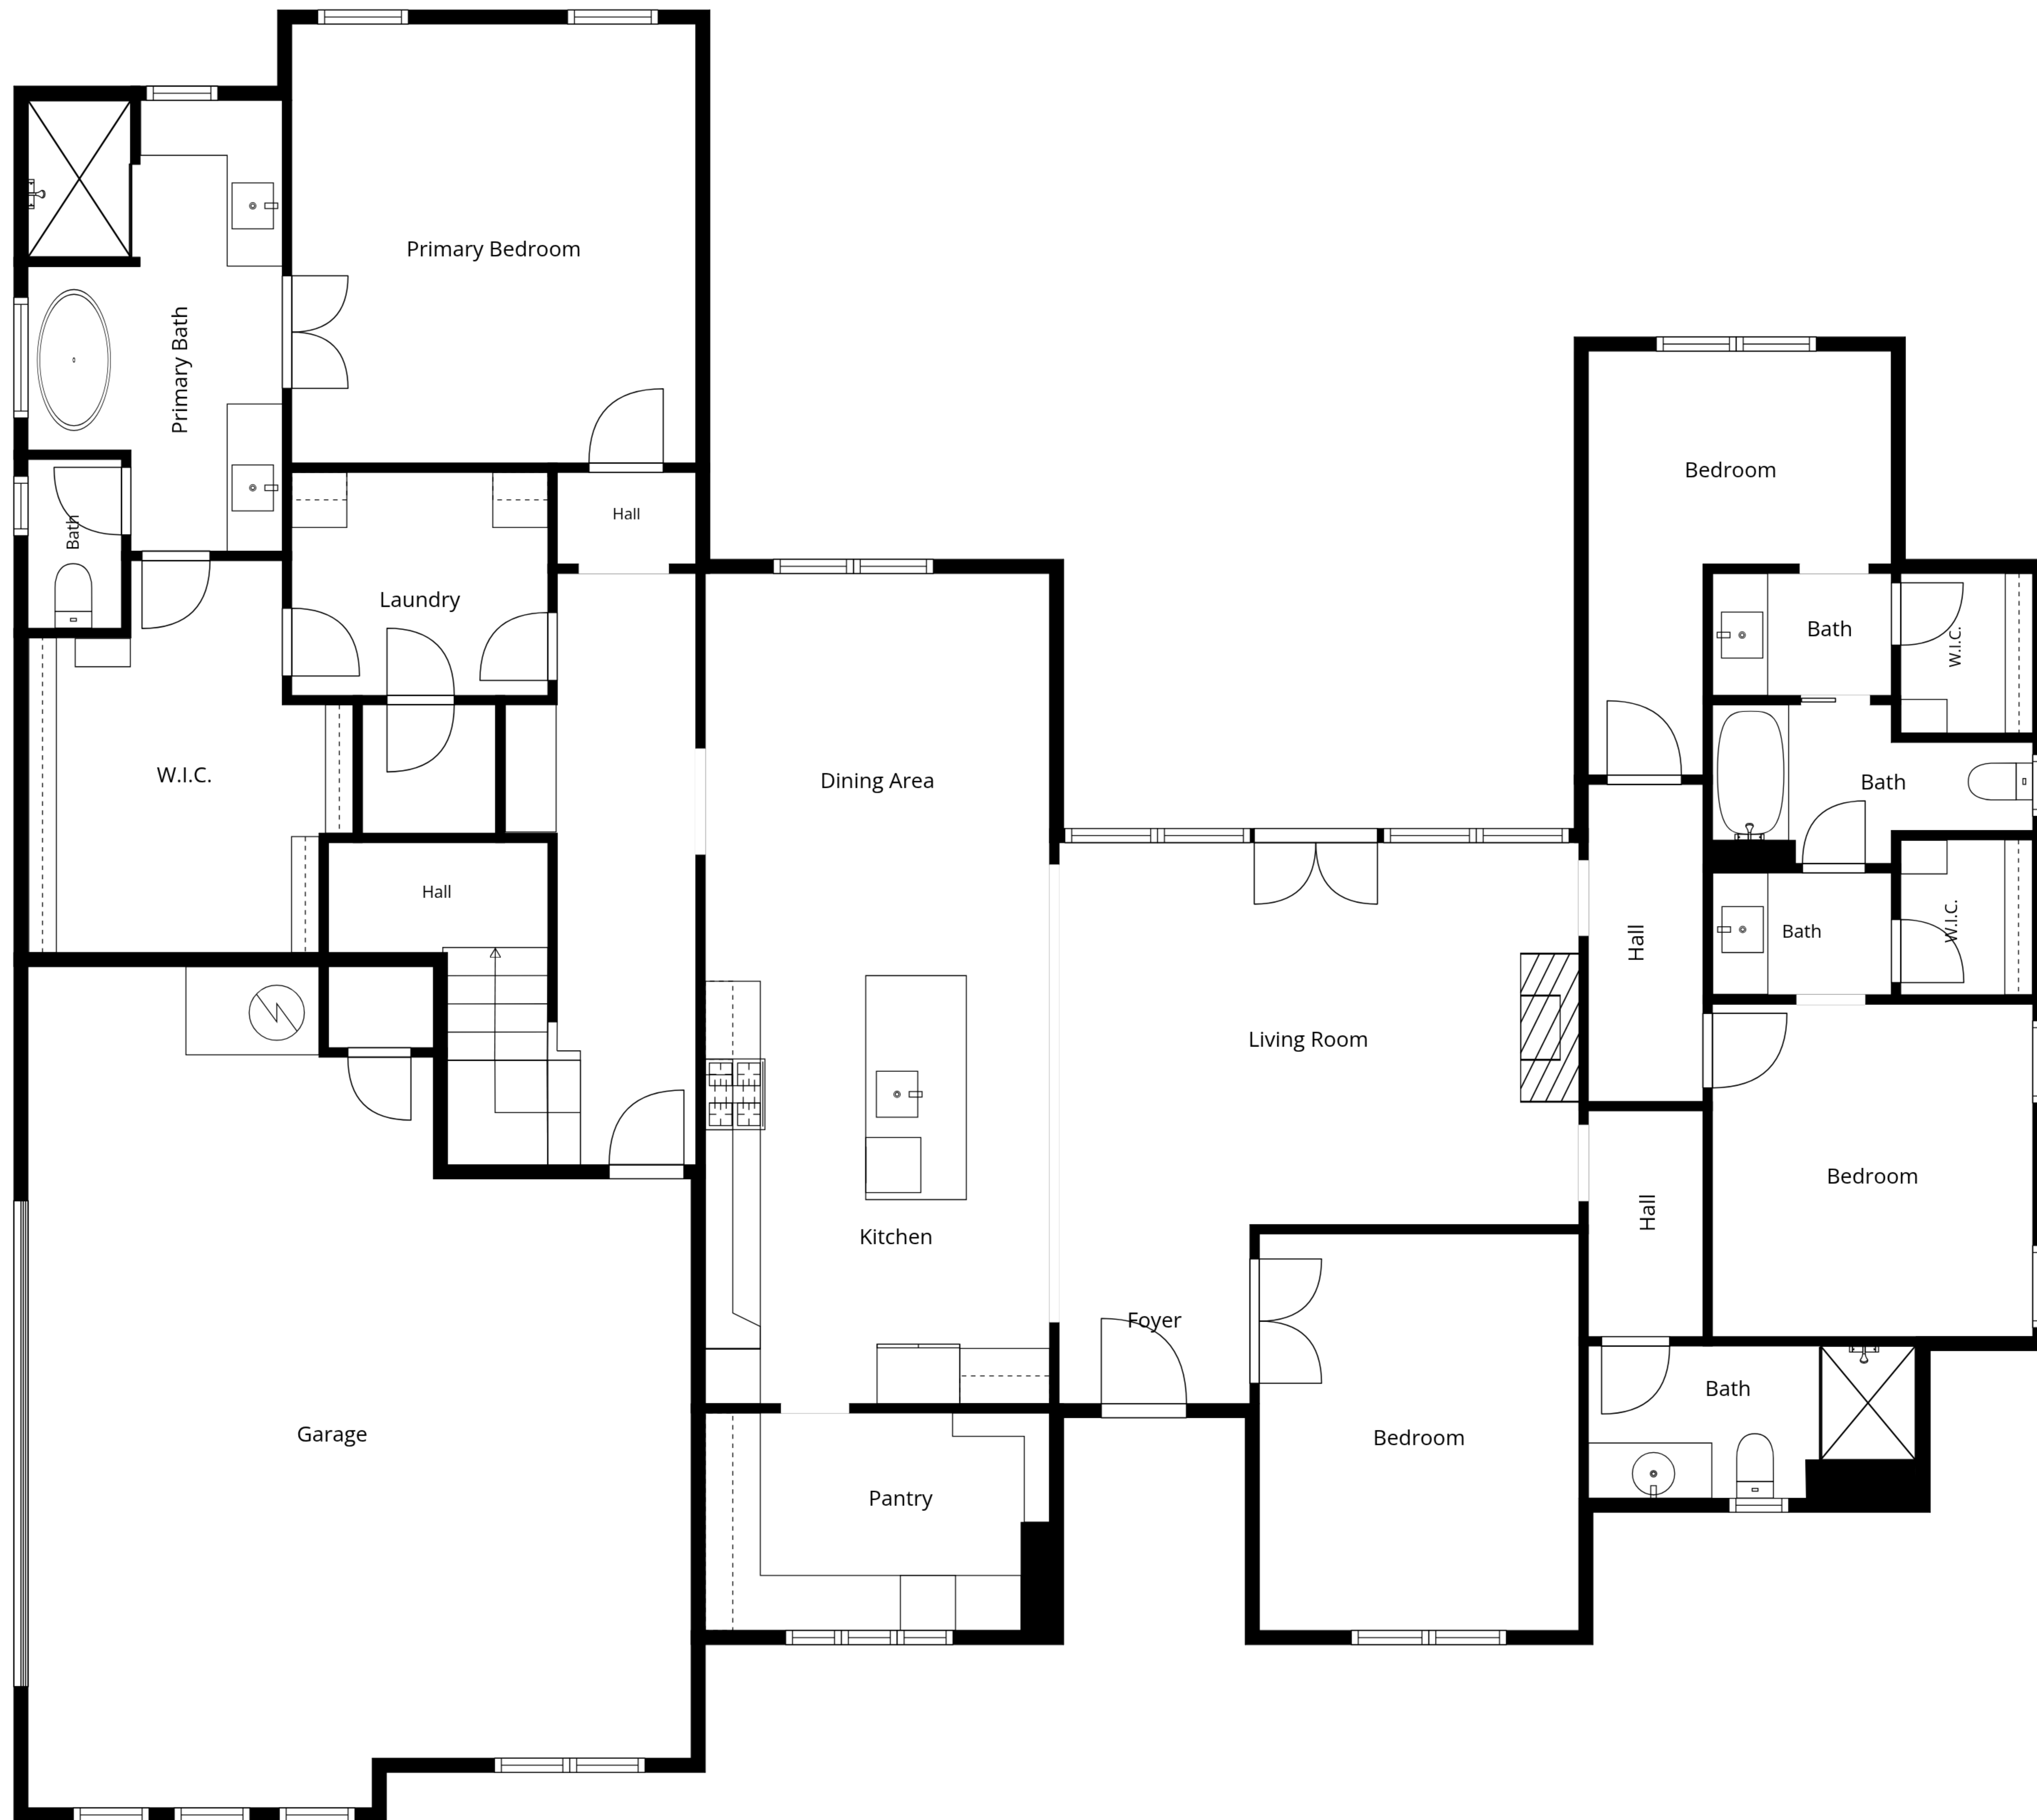 Primary Bedroom
Primary Bath
Bedroom
Hall
Bath
Laundry
Bath
W.I.C.
W.I.C.
Dining Area
Bath
Hall
W.I.C.
Bath
Hall
Living Room
Bedroom
Hall
Kitchen
Foyer
Bath
Garage
Bedroom
Pantry